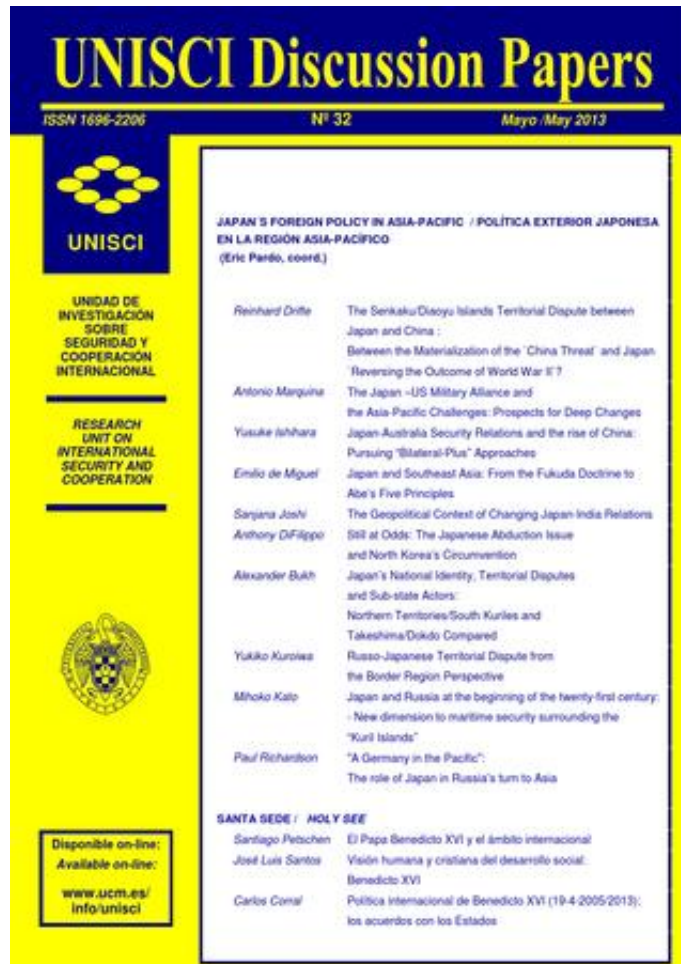 UNISCI Discussion Papers
ISSN 1696-2206 Nº 32 Mayo /May 2013
UNISCI
UNIDAD DE
INVESTIGACIÓN
SOBRE
SEGURIDAD Y
COOPERACIÓN
INTERNACIONAL
RESEARCH
UNIT ON
INTERNATIONAL
SECURITY AND
COOPERATION
Disponible on-line:
Available on-line:
www.ucm.es/
info/unisci
JAPAN´S FOREIGN POLICY IN ASIA-PACIFIC / POLÍTICA EXTERIOR JAPONESA
EN LA REGIÓN ASIA-PACÍFICO
(Eric Pardo, coord.)
Reinhard Drifte The Senkaku/Diaoyu Islands Territorial Dispute between
Japan and China :
Between the Materialization of the ´China Threat´ and Japan
´Reversing the Outcome of World War II´?
Antonio Marquina The Japan –US Military Alliance and
the Asia-Pacific Challenges: Prospects for Deep Changes
Yusuke Ishihara Japan-Australia Security Relations and the rise of China:
Pursuing "Bilateral-Plus" Approaches
Emilio de Miguel Japan and Southeast Asia: From the Fukuda Doctrine to
Abe's Five Principles
Sanjana Joshi The Geopolitical Context of Changing Japan-India Relations
Anthony DiFilippo Still at Odds: The Japanese Abduction Issue
and North Korea's Circumvention
Alexander Bukh Japan's National Identity, Territorial Disputes
and Sub-state Actors:
Northern Territories/South Kuriles and
Takeshima/Dokdo Compared
Yukiko Kuroiwa Russo-Japanese Territorial Dispute from
the Border Region Perspective
Mihoko Kato Japan and Russia at the beginning of the twenty-first century:
- New dimension to maritime security surrounding the
"Kuril Islands"
Paul Richardson "A Germany in the Pacific":
The role of Japan in Russia's turn to Asia
SANTA SEDE / HOLY SEE
Santiago Petschen El Papa Benedicto XVI y el ámbito internacional
José Luis Santos Visión humana y cristiana del desarrollo social:
Benedicto XVI
Carlos Corral Política internacional de Benedicto XVI (19-4-2005/2013):
los acuerdos con los Estados